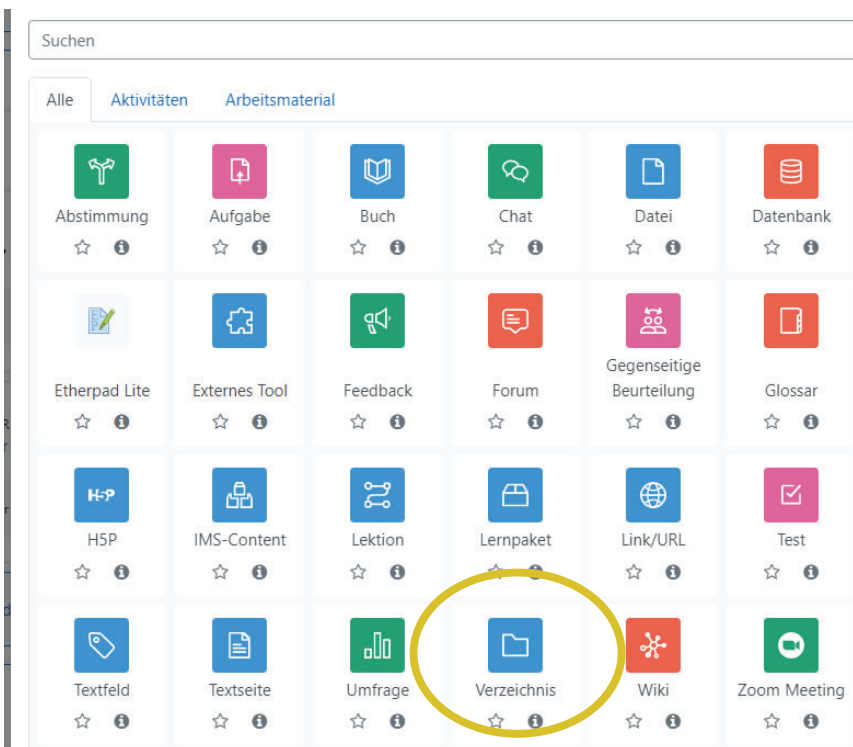 Suchen
Alle Aktivitäten Arbeitsmaterial
Abstimmung Aufgabe Buch Chat Datei Datenbank
Gegenseitige
Etherpad Lite Externes Tool Feedback Forum Beurteilung Glossar
H-P
H5P IMS-Content Lektion Lernpaket Link/URL Test
Textfeld Textseite Umfrage Verzeichnis Wiki Zoom Meeting